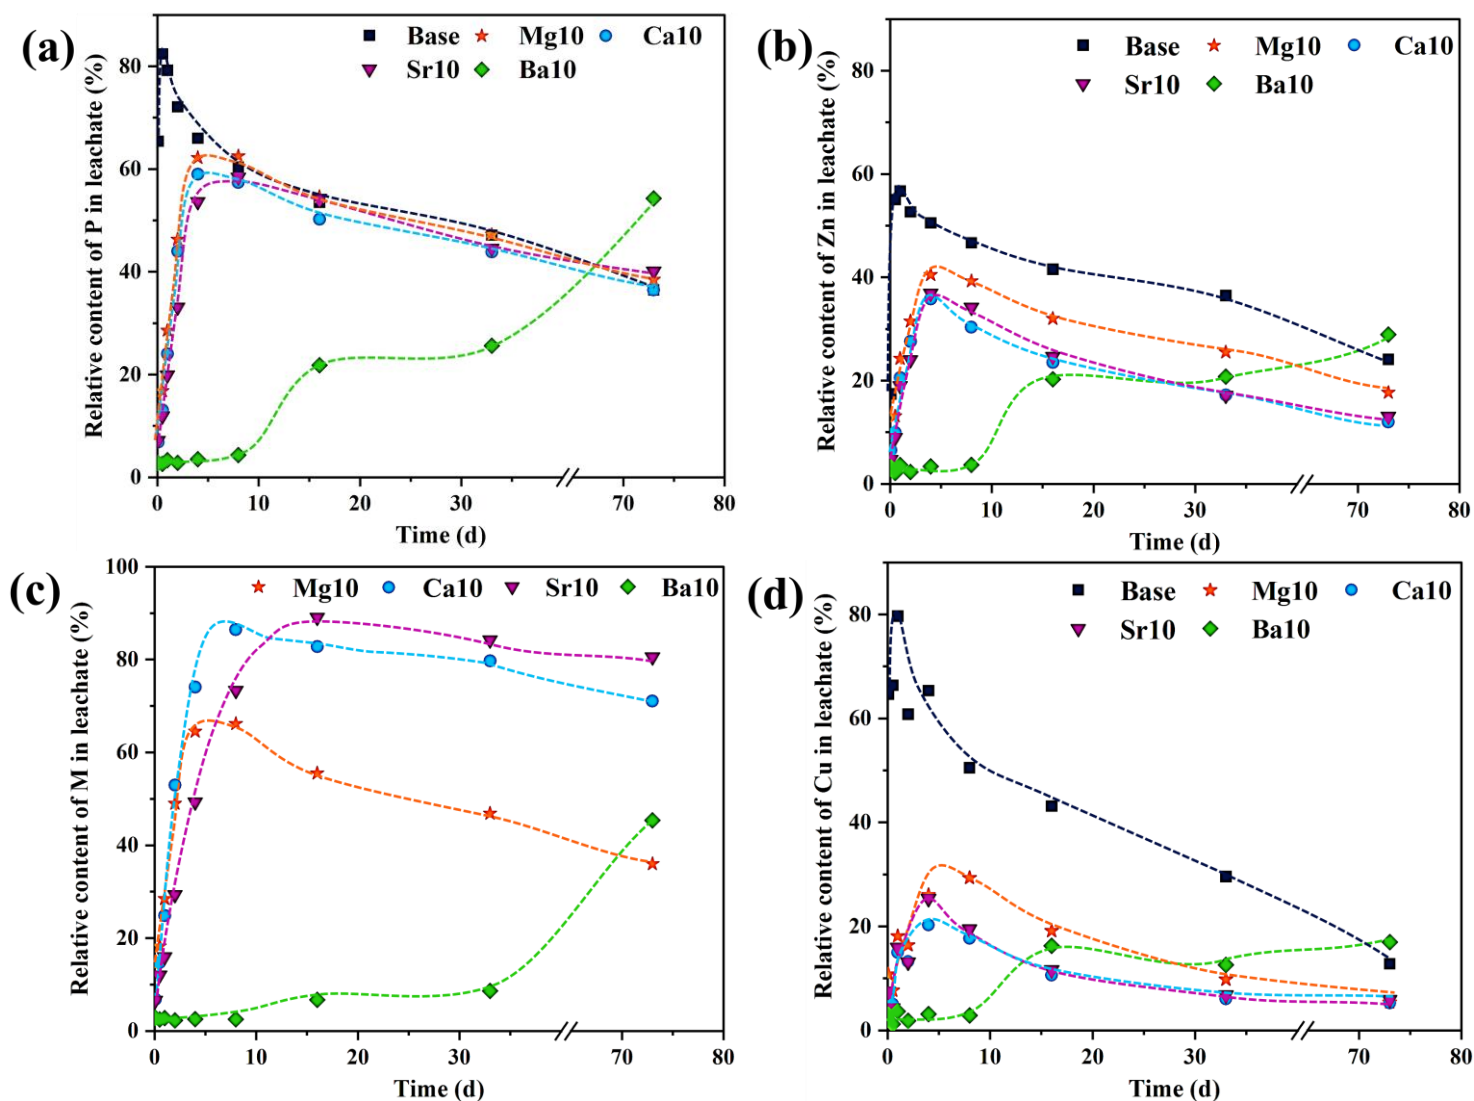 (a)
Base Mg10 Ca10
Sr10 Ba10
Relative content of P in leachate (%)
80
60
40
20
0
0 10 20 30 70 80
Time (d)
(b)
Base Mg10 Ca10
Sr10 Ba10
Relative content of Zn in leachate (%)
80
60
40
20
0
0 10 20 30 70 80
Time (d)
(c)
Mg10 Ca10 Sr10 Ba10
Relative content of M in leachate (%)
100
80
60
40
20
0
0 10 20 30 70 80
Time (d)
(d)
Base Mg10 Ca10
Sr10 Ba10
Relative content of Cu in leachate (%)
80
60
40
20
0
0 10 20 30 70 80
Time (d)